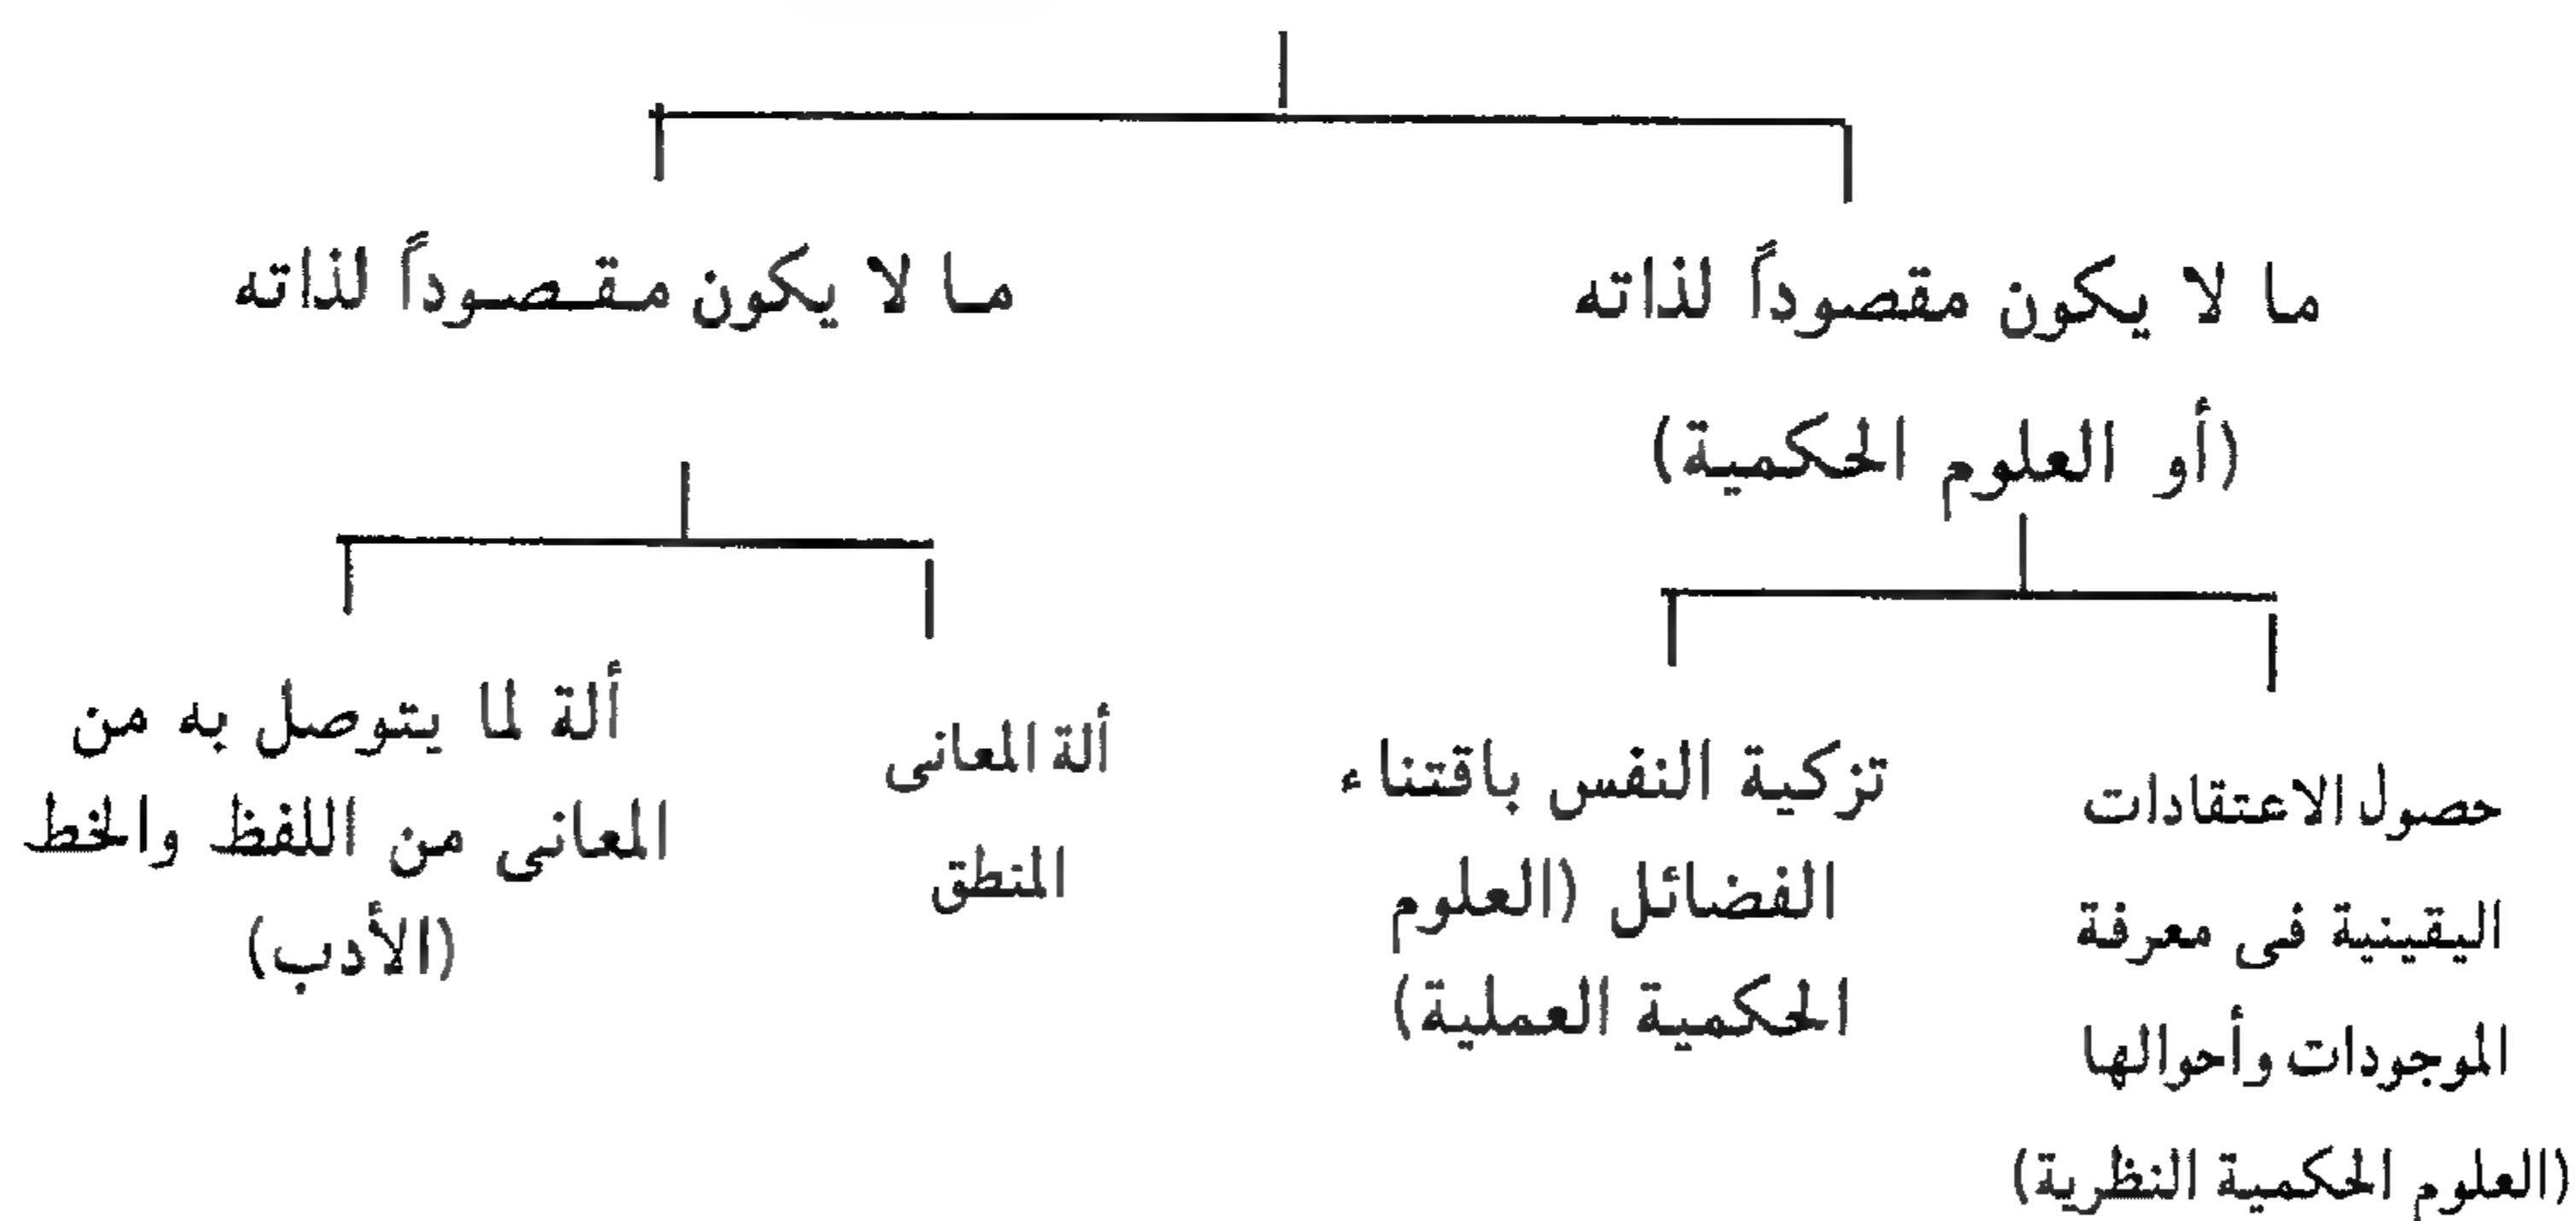 ما لا يكون مقصوداً لذاته
(أو العلوم الحكمية)
حصول الاعتقادات
اليقينية فى معرفة
الموجودات وأحوالها
(العلوم الحكمية النظرية)
تزكية النفس باقتناء
الفضائل (العلوم
الحكمية العملية)
ما لا يكون مقصوداً لذاته
ألة المعانى
المنطق
ألة لما يتوصل به من
المعانى من اللفظ والخط
(الأدب)